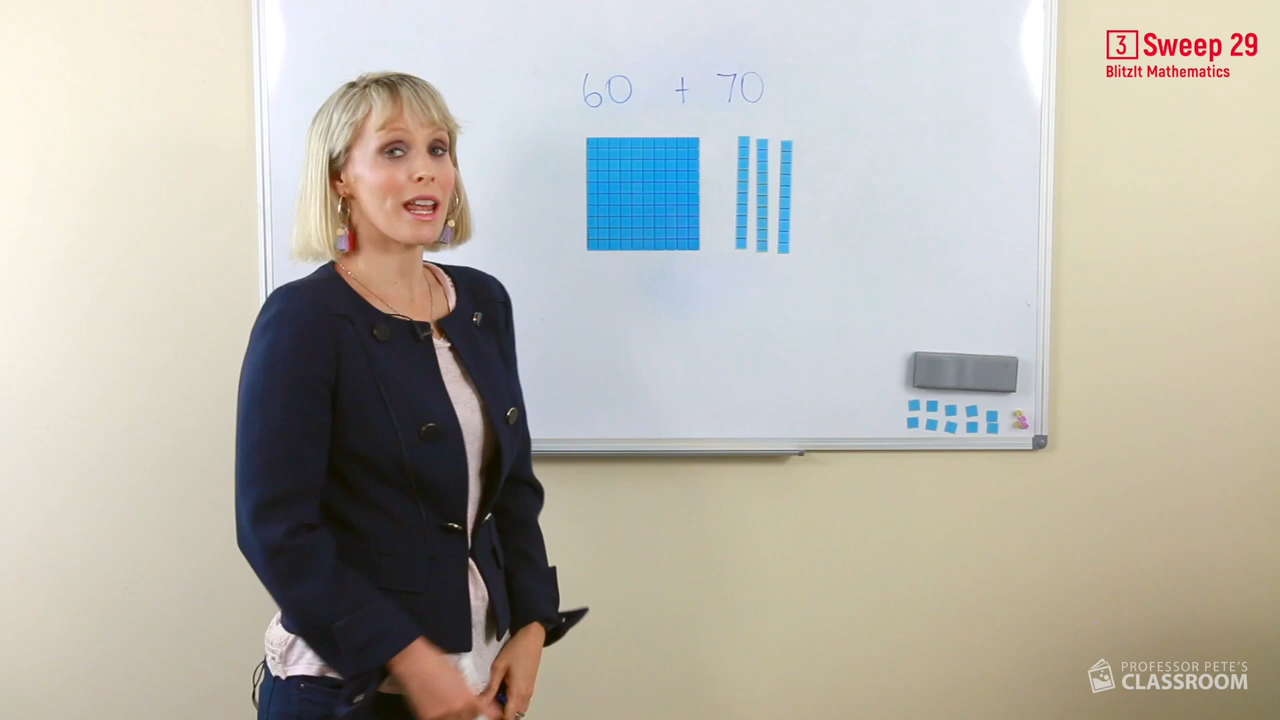 3 Sweep 29
BlitzIt Mathematics
60 + 70
PROFESSOR PETE'S
CLASSROOM